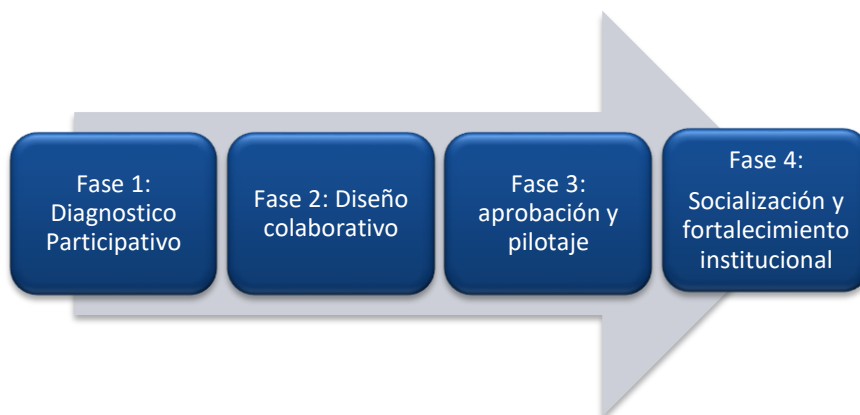 Fase 1:
Diagnostico
Participativo
Fase 2: Diseño
colaborativo
Fase 3:
aprobación y
pilotaje
Fase 4:
Socialización y
fortalecimiento
institucional